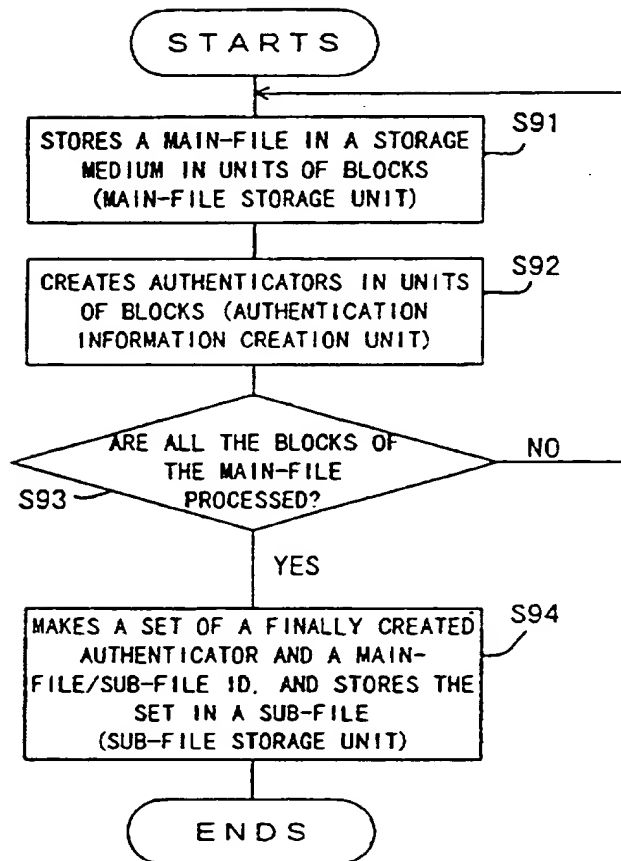 STARTS
S91
STORES A MAIN-FILE IN A STORAGE
MEDIUM IN UNITS OF BLOCKS
(MAIN-FILE STORAGE UNIT)
S92
CREATES AUTHENTICATORS IN UNITS
OF BLOCKS (AUTHENTICATION
INFORMATION CREATION UNIT)
ARE ALL THE BLOCKS OF
THE MAIN-FILE
PROCESSED?
NO
S93
YES
S94
MAKES A SET OF A FINALLY CREATED
AUTHENTICATOR AND A MAIN-
FILE/SUB-FILE ID, AND STORES THE
SET IN A SUB-FILE
(SUB-FILE STORAGE UNIT)
ENDS